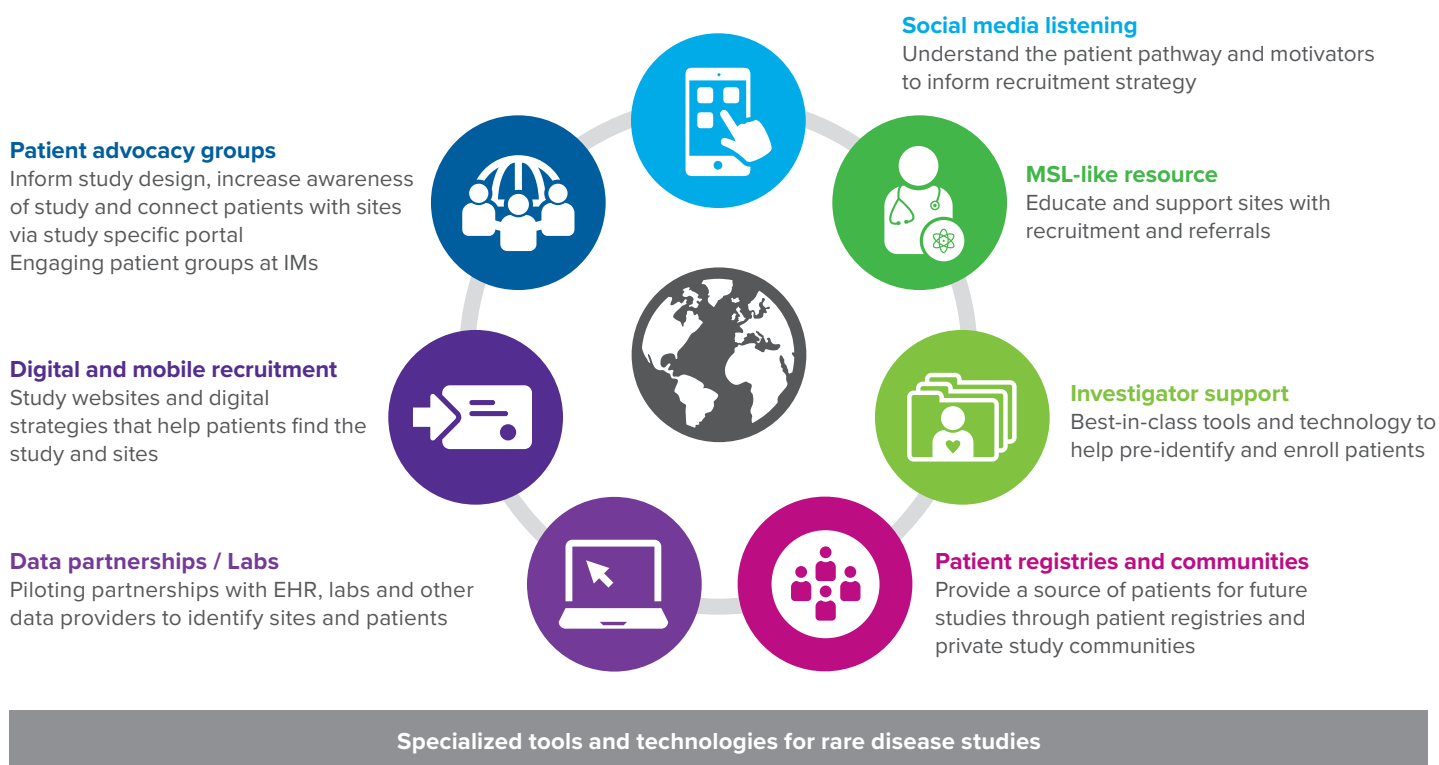 Social media listening
Understand the patient pathway and motivators
to inform recruitment strategy
Patient advocacy groups
Inform study design, increase awareness
of study and connect patients with sites
via study specific portal
Engaging patient groups at IMs
MSL-like resource
Educate and support sites with
recruitment and referrals
Digital and mobile recruitment
Study websites and digital
strategies that help patients find the
study and sites
Investigator support
Best-in-class tools and technology to
help pre-identify and enroll patients
Data partnerships / Labs
Piloting partnerships with EHR, labs and other
data providers to identify sites and patients
Patient registries and communities
Provide a source of patients for future
studies through patient registries and
private study communities
Specialized tools and technologies for rare disease studies